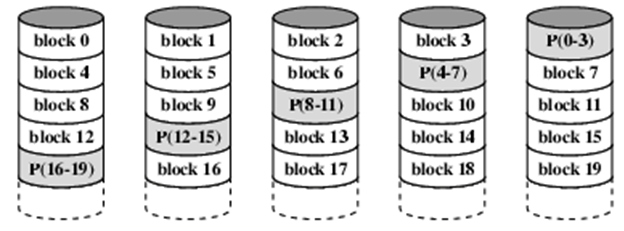 block 0 block 1 block 2 block 3 P(0-3)
block 4 block 5 block 6 P(4-7) block 7
block 8 block 9 P(8-11) block 10 block 11
block 12 P(12-15) block 13 block 14 block 15
P(16-19) block 16 block 17 block 18 block 19